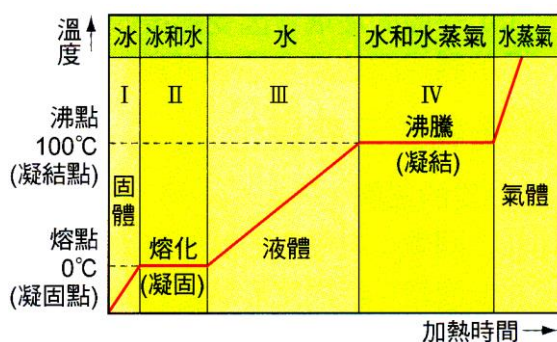 溫度
冰
冰和水
水
水和水蒸氣
水蒸氣
I
II
III
IV
沸點
100℃
(凝結點)
沸騰
(凝結)
固體
氣體
熔點
0℃
(凝固點)
熔化
(凝固)
液體
加熱時間